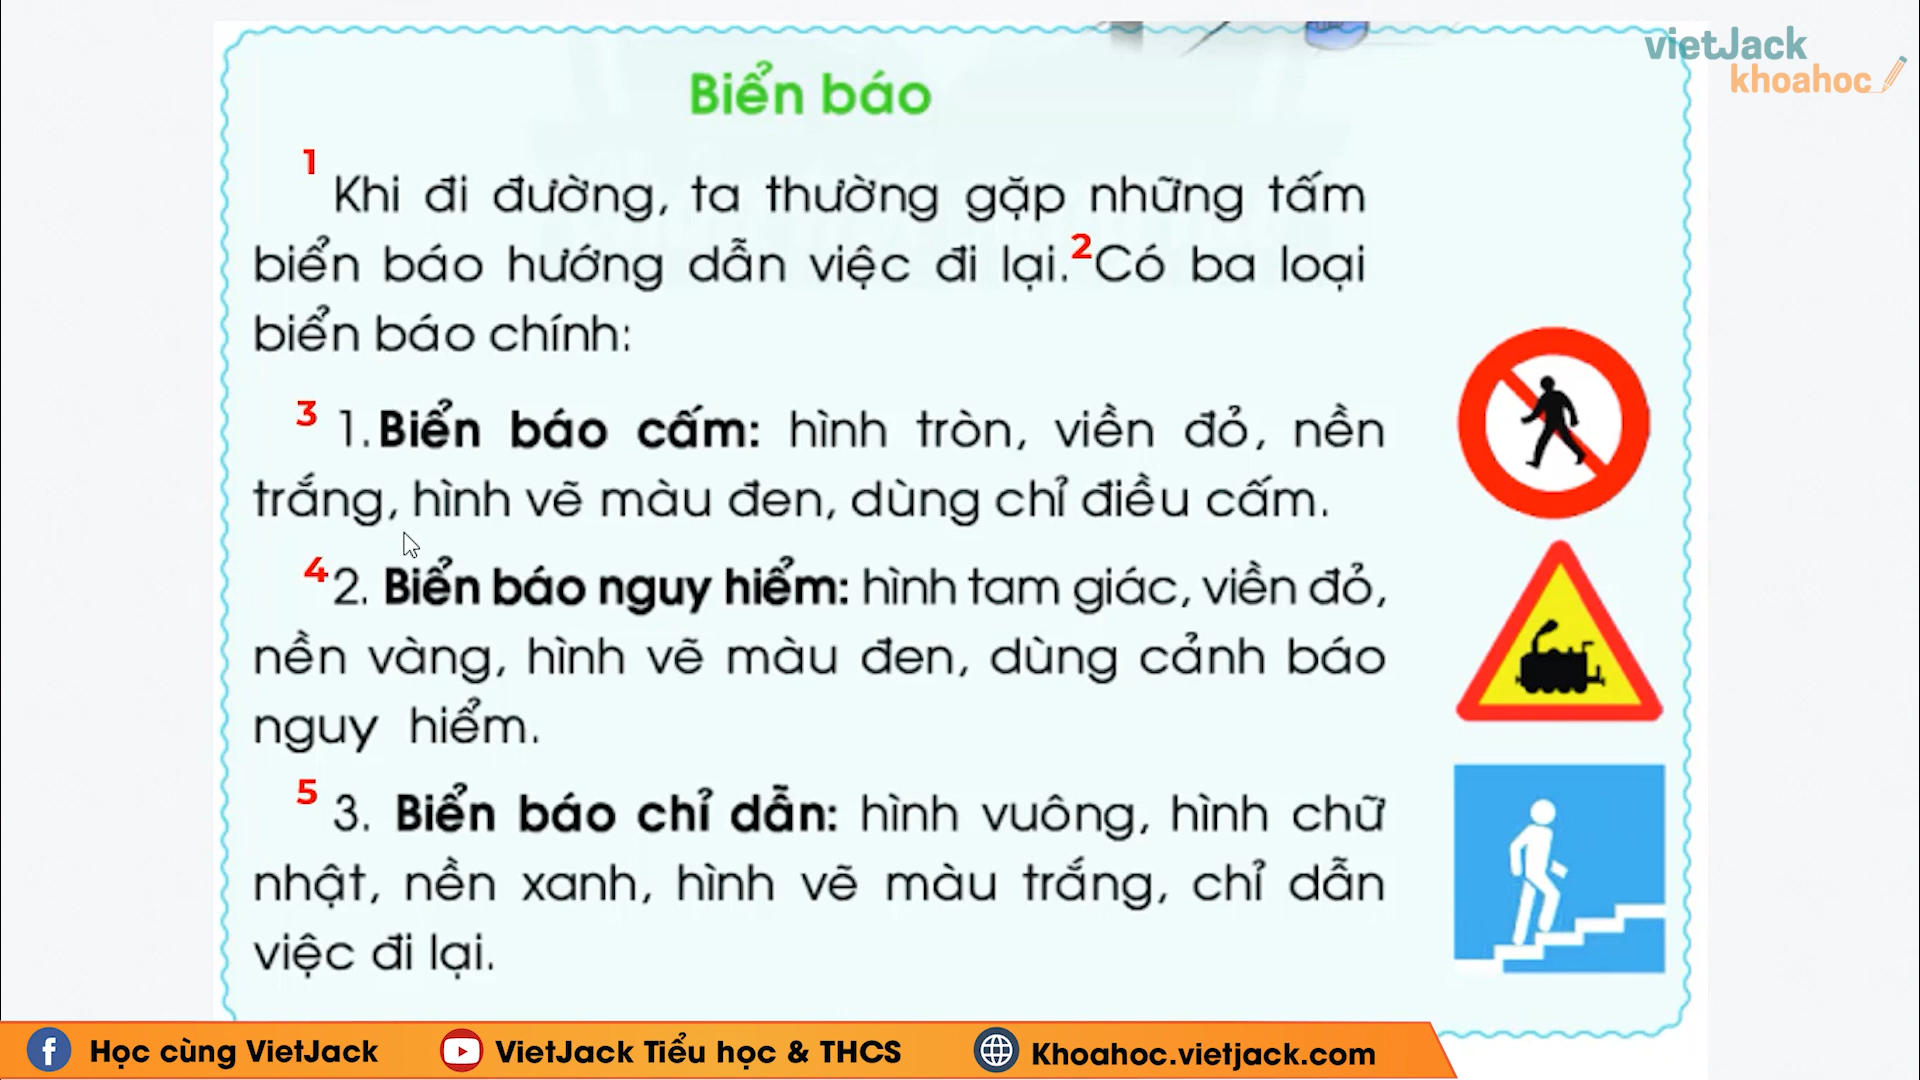 vietJack
khoahoc
Biển báo
1
Khi đi đường, ta thường gặp những tấm
biển báo hướng dẫn việc đi lại. 2 Có ba loại
biển báo chính:
3 1. Biển báo cấm: hình tròn, viền đỏ, nền
trắng, hình vẽ màu đen, dùng chỉ điều cấm.
4 2. Biển báo nguy hiểm: hình tam giác, viền đỏ,
nền vàng, hình vẽ màu đen, dùng cảnh báo
nguy hiểm.
5 3. Biển báo chỉ dẫn: hình vuông, hình chữ
nhật, nền xanh, hình vẽ màu trắng, chỉ dẫn
việc đi lại.
Học cùng VietJack VietJack Tiểu học & THCS Khoahoc.vietjack.com